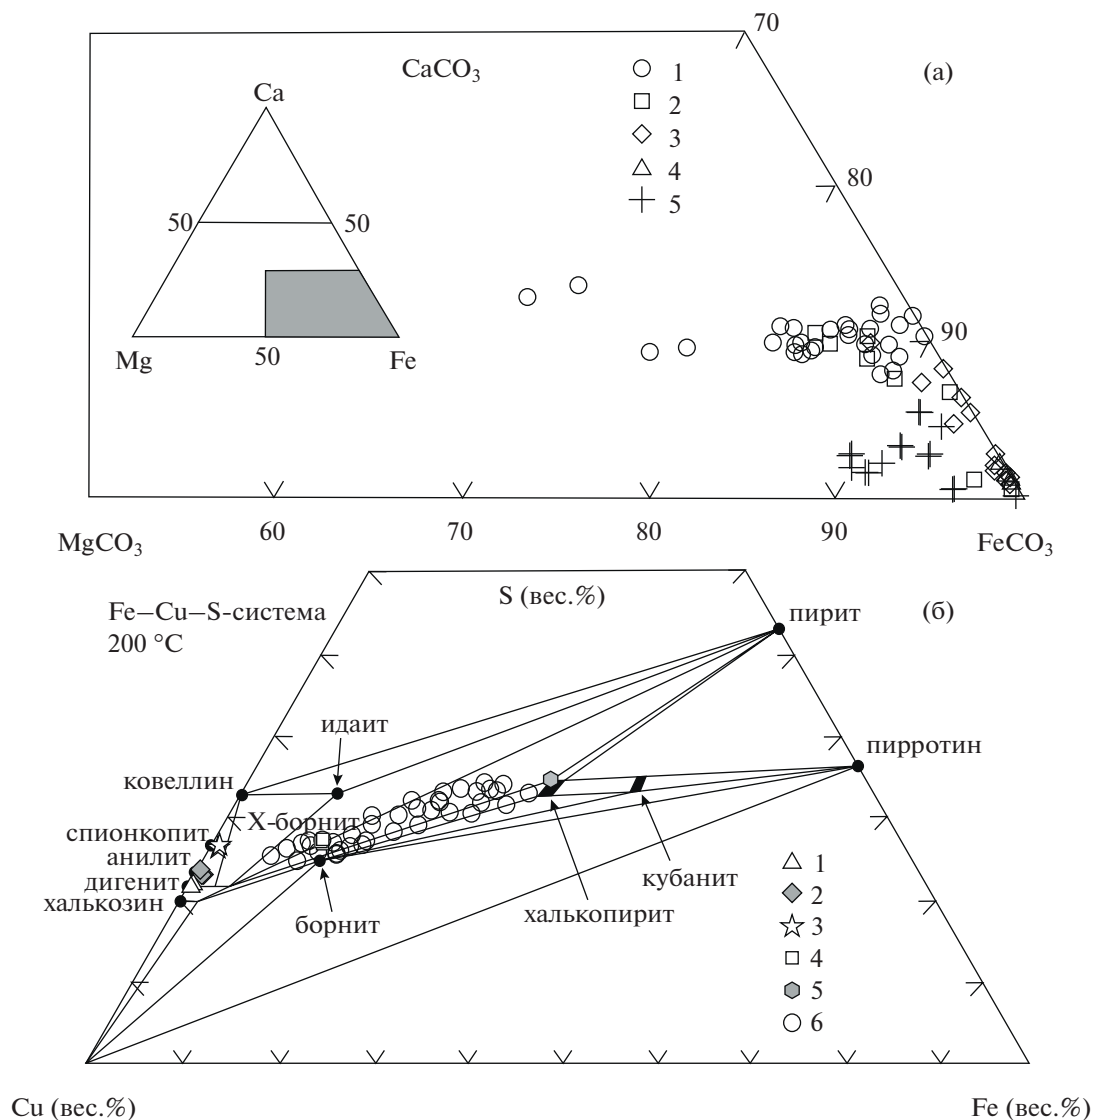 70
CaCO₃
1
(а)
2
Ca
3
4
80
5
50
50
90
Mg
50
Fe
60
70
80
90
MgCO₃
FeCO₃
Fe–Cu–S-система
S (вес.%)
(б)
200 °C
пирит
идаит
пирротин
ковеллин
X-борнит
спионкопит
анилит
дигенит
халькозин
кубанит
халькопирит
борнит
1
2
3
4
5
6
Cu (вес.%)
Fe (вес.%)